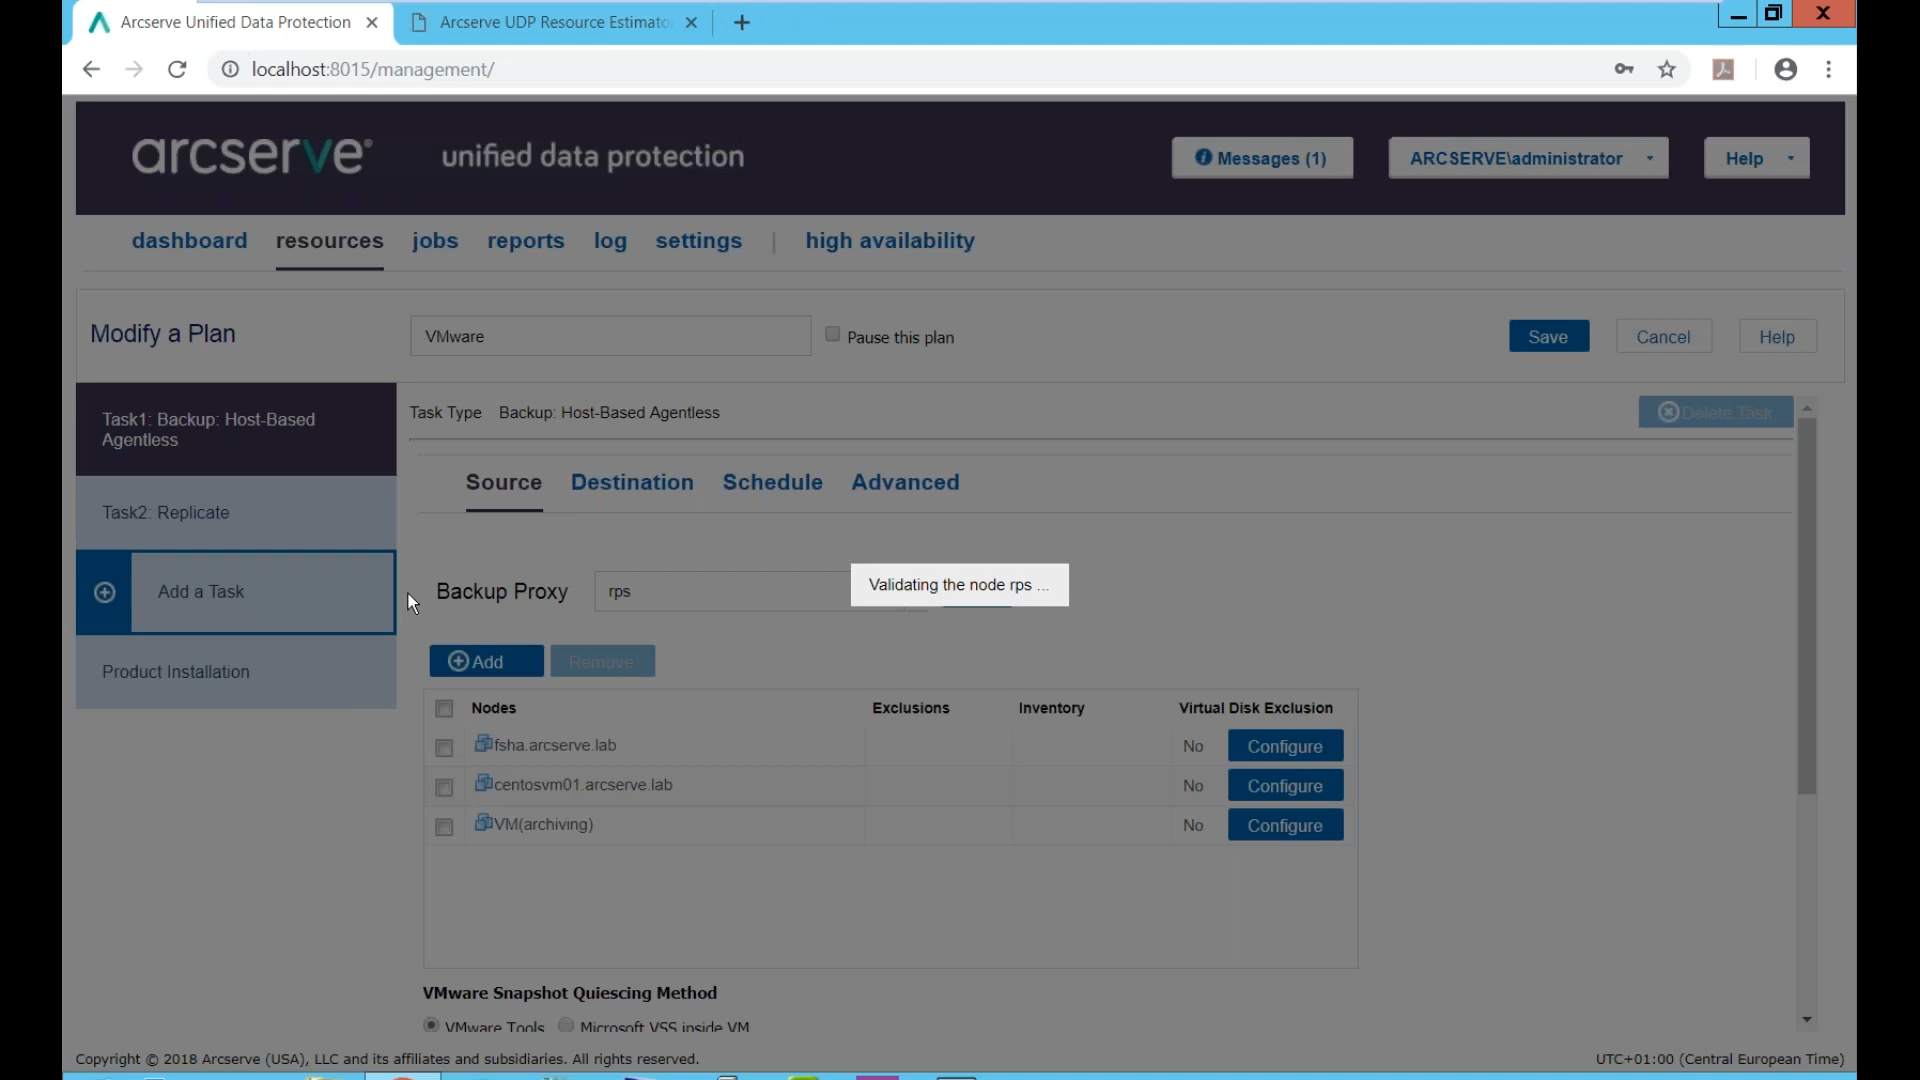 Arcserve Unified Data Protection
Arcserve UDP Resource Estimato
localhost:8015/management/
arcserve® unified data protection
Messages (1)
ARCSERVE\administrator
Help
dashboard resources jobs reports log settings | high availability
Modify a Plan
VMware
Pause this plan
Save
Cancel
Help
Task1: Backup: Host-Based
Agentless
Task2: Replicate
Add a Task
Product Installation
Task Type Backup: Host-Based Agentless
Delete Task
Source Destination Schedule Advanced
Backup Proxy
rps
Validating the node rps ...
Add
Remove
Nodes Exclusions Inventory Virtual Disk Exclusion
fsha.arcserve.lab No Configure
centosvm01.arcserve.lab No Configure
VM(archiving) No Configure
VMware Snapshot Quiescing Method
VMware Tools Microsoft VSS inside VM
Copyright © 2018 Arcserve (USA), LLC and its affiliates and subsidiaries. All rights reserved.
UTC+01:00 (Central European Time)